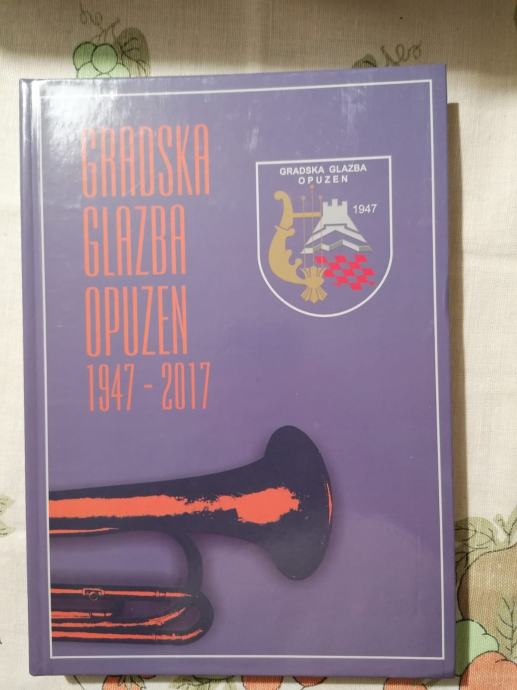 GRADSKA
GLAZBA
OPUZEN
1947 - 2017
GRADSKA GLAZBA
OPUZEN
1947